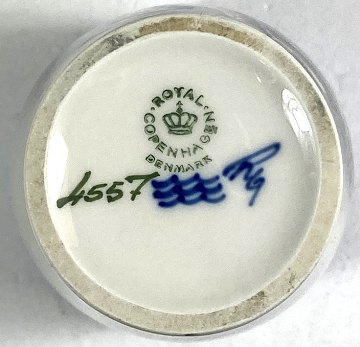 ROYAL
COPENHAGEN
DENMARK
4557